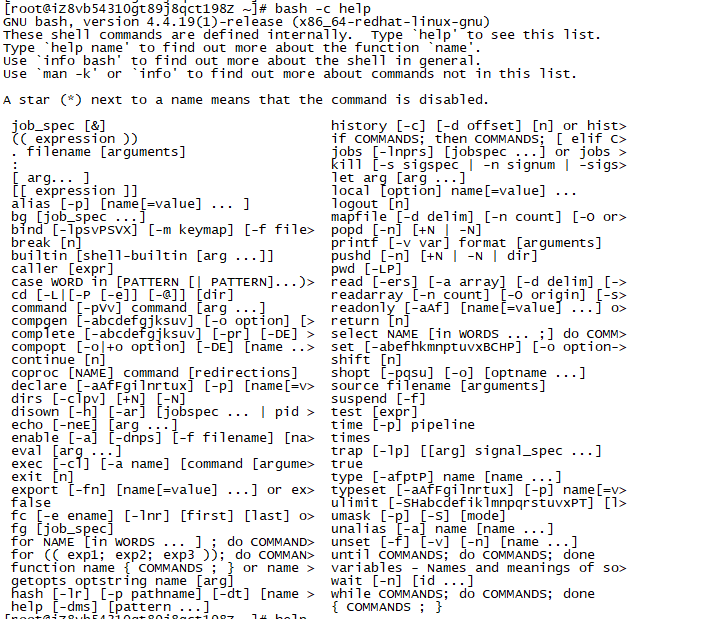 [root@iZ8vb54310gt89j8qct198Z ~]# bash -c help
GNU bash, version 4.4.19(1)-release (x86_64-redhat-linux-gnu)
These shell commands are defined internally.  Type `help' to see this list.
Type `help name' to find out more about the function `name'.
Use `info bash' to find out more about the shell in general.
Use `man -k' or `info' to find out more about commands not in this list.

A star (*) next to a name means that the command is disabled.

 job_spec [&]                            history [-c] [-d offset] [n] or hist>
 (( expression ))                        if COMMANDS; then COMMANDS; [ elif C>
 . filename [arguments]                  jobs [-lnprs] [jobspec ...] or jobs >
 :                                       kill [-s sigspec | -n signum | -sigs>
 [ arg... ]                              let arg [arg ...]
 [[ expression ]]                        local [option] name[=value] ...
 alias [-p] [name[=value] ... ]          logout [n]
 bg [job_spec ...]                       mapfile [-d delim] [-n count] [-O or>
 bind [-lpsvPSVX] [-m keymap] [-f file>  popd [-n] [+N | -N]
 break [n]                               printf [-v var] format [arguments]
 builtin [shell-builtin [arg ...]]       pushd [-n] [+N | -N | dir]
 caller [expr]                           pwd [-LP]
 case WORD in [PATTERN [| PATTERN]...)>  read [-ers] [-a array] [-d delim] [->
 cd [-L|[-P [-e]] [-@]] [dir]            readarray [-n count] [-O origin] [-s>
 command [-pVv] command [arg ...]        readonly [-aAf] [name[=value] ...] o>
 compgen [-abcdefgjksuv] [-o option] [>  return [n]
 complete [-abcdefgjksuv] [-pr] [-DE] >  select NAME [in WORDS ... ;] do COMM>
 compopt [-o|+o option] [-DE] [name ..>  set [-abefhkmnptuvxBCHP] [-o option->
 continue [n]                            shift [n]
 coproc [NAME] command [redirections]    shopt [-pqsu] [-o] [optname ...]
 declare [-aAfFgilnrtux] [-p] [name[=v>  source filename [arguments]
 dirs [-clpv] [+N] [-N]                  suspend [-f]
 disown [-h] [-ar] [jobspec ... | pid >  test [expr]
 echo [-neE] [arg ...]                   time [-p] pipeline
 enable [-a] [-dnps] [-f filename] [na>  times
 eval [arg ...]                          trap [-lp] [[arg] signal_spec ...]
 exec [-cl] [-a name] [command [argume>  true
 exit [n]                                type [-afptP] name [name ...]
 export [-fn] [name[=value] ...] or ex>  typeset [-aAfFgilnrtux] [-p] name[=v>
 false                                   ulimit [-SHabcdefiklmnpqrstuvxPT] [l>
 fc [-e ename] [-lnr] [first] [last] o>  umask [-p] [-S] [mode]
 fg [job_spec]                           unalias [-a] name [name ...]
 for NAME [in WORDS ... ] ; do COMMAND>  unset [-f] [-v] [-n] [name ...]
 for (( exp1; exp2; exp3 )); do COMMAN>  until COMMANDS; do COMMANDS; done
 function name { COMMANDS ; } or name >  variables - Names and meanings of so>
 getopts optstring name [arg]            wait [-n] [id ...]
 hash [-lr] [-p pathname] [-dt] [name >  while COMMANDS; do COMMANDS; done
 help [-dms] [pattern ...]               { COMMANDS ; }
[root@iZ8vb54310gt89j8qct198Z ~]# help